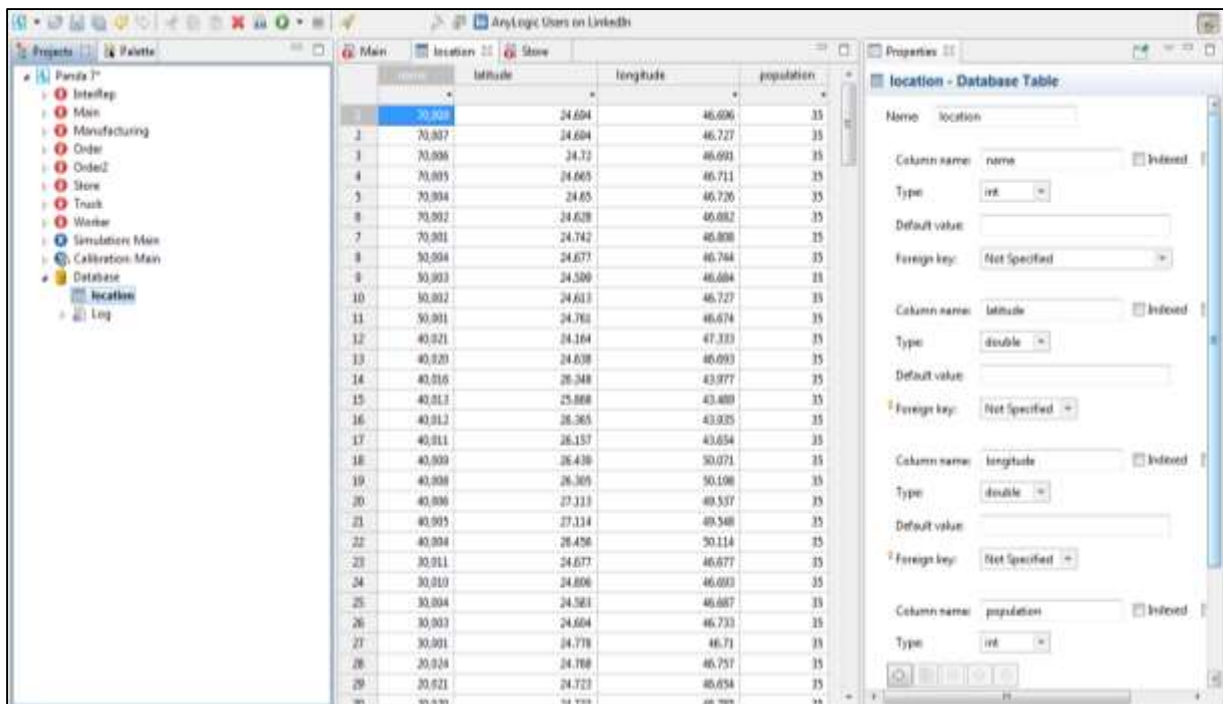 AnyLogic Users on LinkedIn
Projects Palette
Panda 7*
InterRep
Main
Manufacturing
Order
Order2
Store
Truck
Worker
Simulation: Main
Calibration: Main
Database
location
Log
Main location Store
name latitude longitude population
1 70,008 24.694 46.696 35
2 70,007 24.694 46.727 35
3 70,006 24.72 46.691 35
4 70,005 24.665 46.711 35
5 70,004 24.65 46.726 35
6 70,002 24.628 46.682 35
7 70,001 24.742 46.808 35
8 50,004 24.677 46.744 35
9 50,003 24.599 46.684 35
10 50,002 24.613 46.727 35
11 50,001 24.761 46.674 35
12 40,021 24.164 47.333 35
13 40,020 24.638 46.693 35
14 40,016 26.348 43.977 35
15 40,013 25.868 43.489 35
16 40,012 26.365 43.935 35
17 40,011 26.157 43.654 35
18 40,009 26.439 50.071 35
19 40,008 26.305 50.198 35
20 40,006 27.113 49.537 35
21 40,005 27.114 49.548 35
22 40,004 26.456 50.114 35
23 30,011 24.677 46.677 35
24 30,010 24.806 46.693 35
25 30,004 24.583 46.687 35
26 30,003 24.604 46.733 35
27 30,001 24.778 46.71 35
28 20,024 24.768 46.757 35
29 20,021 24.723 46.654 35
Properties
location - Database Table
Name location
Column name: name Indexed
Type: int
Default value:
Foreign key: Not Specified
Column name: latitude Indexed
Type: double
Default value:
Foreign key: Not Specified
Column name: longitude Indexed
Type: double
Default value:
Foreign key: Not Specified
Column name: population Indexed
Type: int